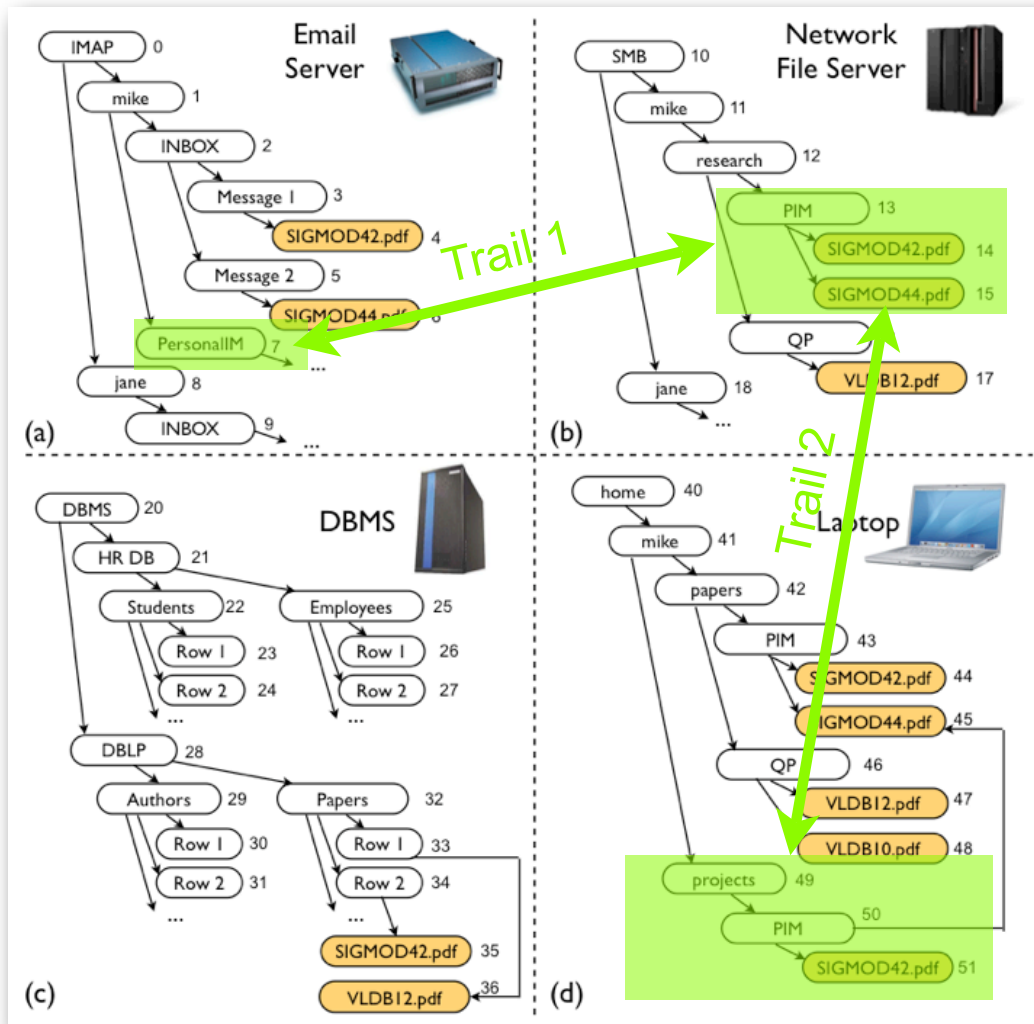 IMAP 0
Email
Server
mike 1
INBOX 2
Message 1 3
SIGMOD42.pdf 4
Message 2 5
SIGMOD44.pdf
PersonalIM 7
...
jane 8
INBOX 9
...
(a)
Trail 1
SMB 10
Network
File Server
mike 11
research 12
PIM 13
SIGMOD42.pdf 14
SIGMOD44.pdf 15
QP
VLDB12.pdf 17
jane 18
...
(b)
Trail 2
DBMS 20
DBMS
HR DB 21
Students 22
Employees 25
Row 1 23
Row 1 26
Row 2 24
Row 2 27
...
...
DBLP 28
Authors 29
Papers 32
Row 1 30
Row 1 33
Row 2 31
Row 2 34
...
...
SIGMOD42.pdf 35
VLDB12.pdf 36
(c)
home 40
Laptop
mike 41
papers 42
PIM 43
SIGMOD42.pdf 44
SIGMOD44.pdf 45
QP 46
VLDB12.pdf 47
VLDB10.pdf 48
projects 49
PIM 50
SIGMOD42.pdf 51
(d)